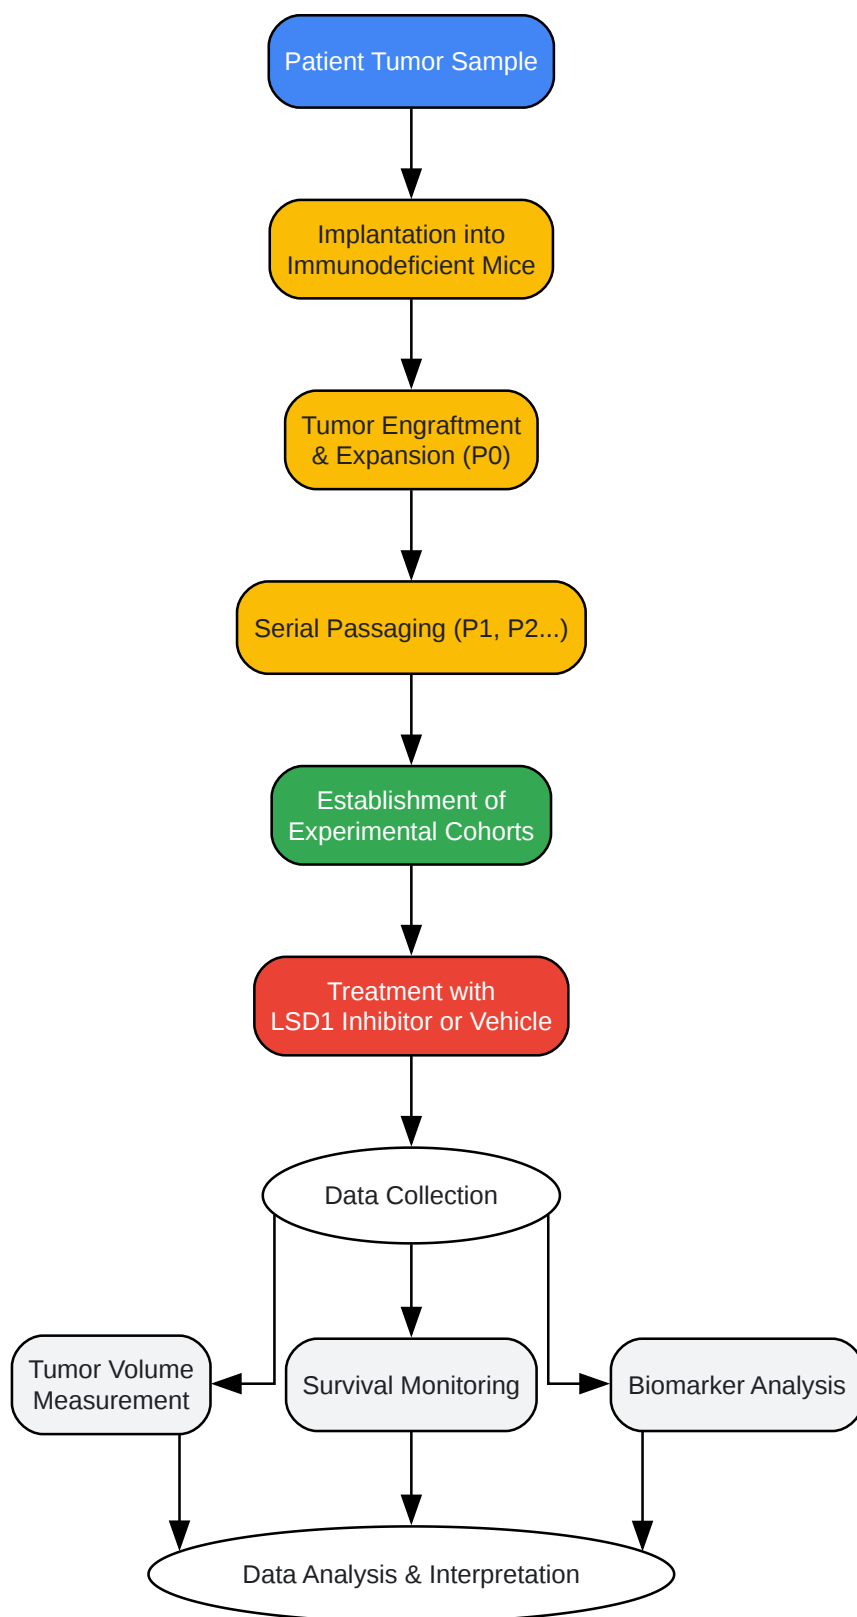 Patient Tumor Sample
Implantation into
Immunodeficient Mice
Tumor Engraftment
& Expansion (P0)
Serial Passaging (P1, P2...)
Establishment of
Experimental Cohorts
Treatment with
LSD1 Inhibitor or Vehicle
Data Collection
Tumor Volume
Measurement
Survival Monitoring
Biomarker Analysis
Data Analysis & Interpretation